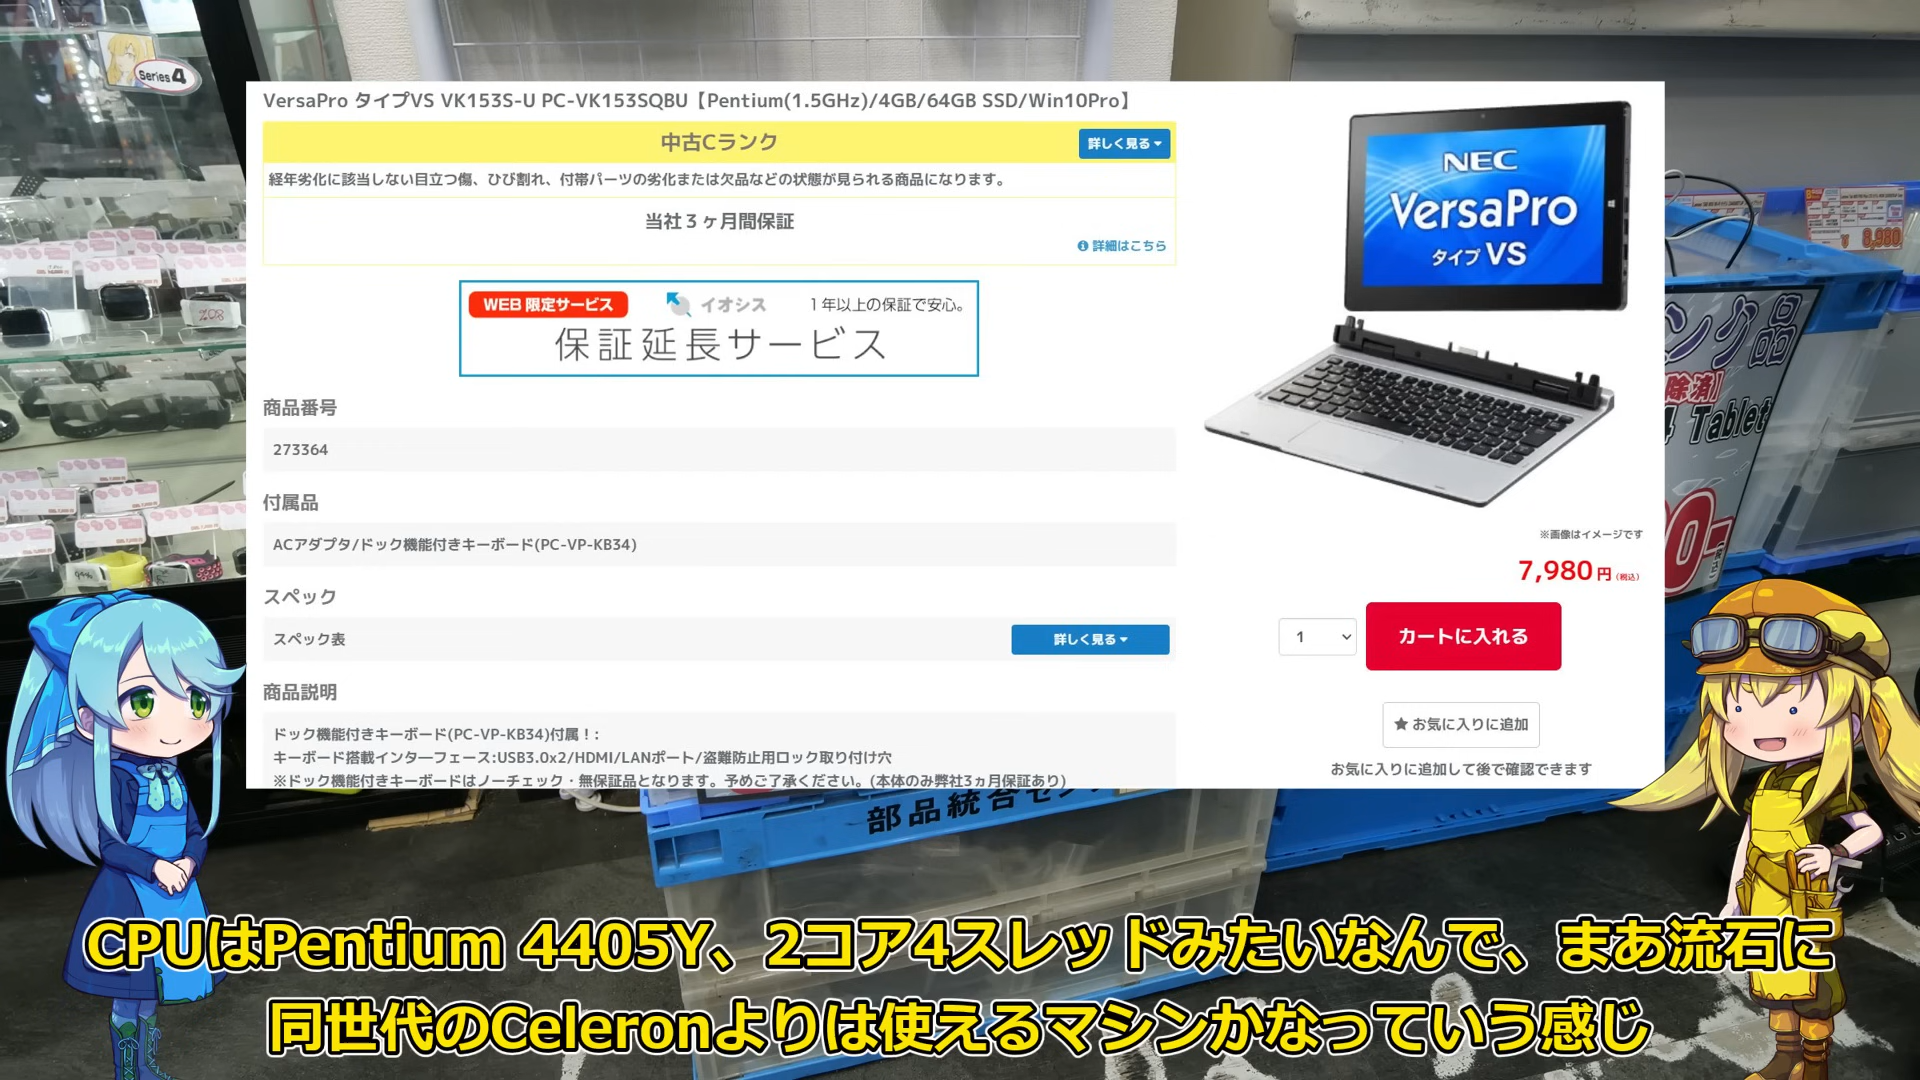 Series 4
VersaPro タイプVS VK153S-U PC-VK153SQBU【Pentium(1.5GHz)/4GB/64GB SSD/Win10Pro】
中古Cランク
詳しく見る
経年劣化に該当しない目立つ傷、ひび割れ、付帯パーツの劣化または欠品などの状態が見られる商品になります。
当社３ヶ月間保証
詳細はこちら
WEB 限定サービス
イオシス
１年以上の保証で安心。
保証延長サービス
商品番号
273364
付属品
ACアダプタ/ドック機能付きキーボード(PC-VP-KB34)
スペック
スペック表
詳しく見る
商品説明
ドック機能付きキーボード(PC-VP-KB34)付属！:
キーボード搭載インターフェース:USB3.0x2/HDMI/LANポート/盗難防止用ロック取り付け穴
※ドック機能付きキーボードはノーチェック・無保証品となります。予めご了承ください。(本体のみ弊社3ヵ月保証あり)
NEC
VersaPro
タイプ VS
※画像はイメージです
7,980 円 (税込)
1
カートに入れる
★ お気に入りに追加
お気に入りに追加して後で確認できます
8,980
ンク品
除済】
4 Tablet
0-
部品統合セン
CPUはPentium 4405Y、2コア4スレッドみたいなんで、まあ流石に
同世代のCeleronよりは使えるマシンかなっていう感じ